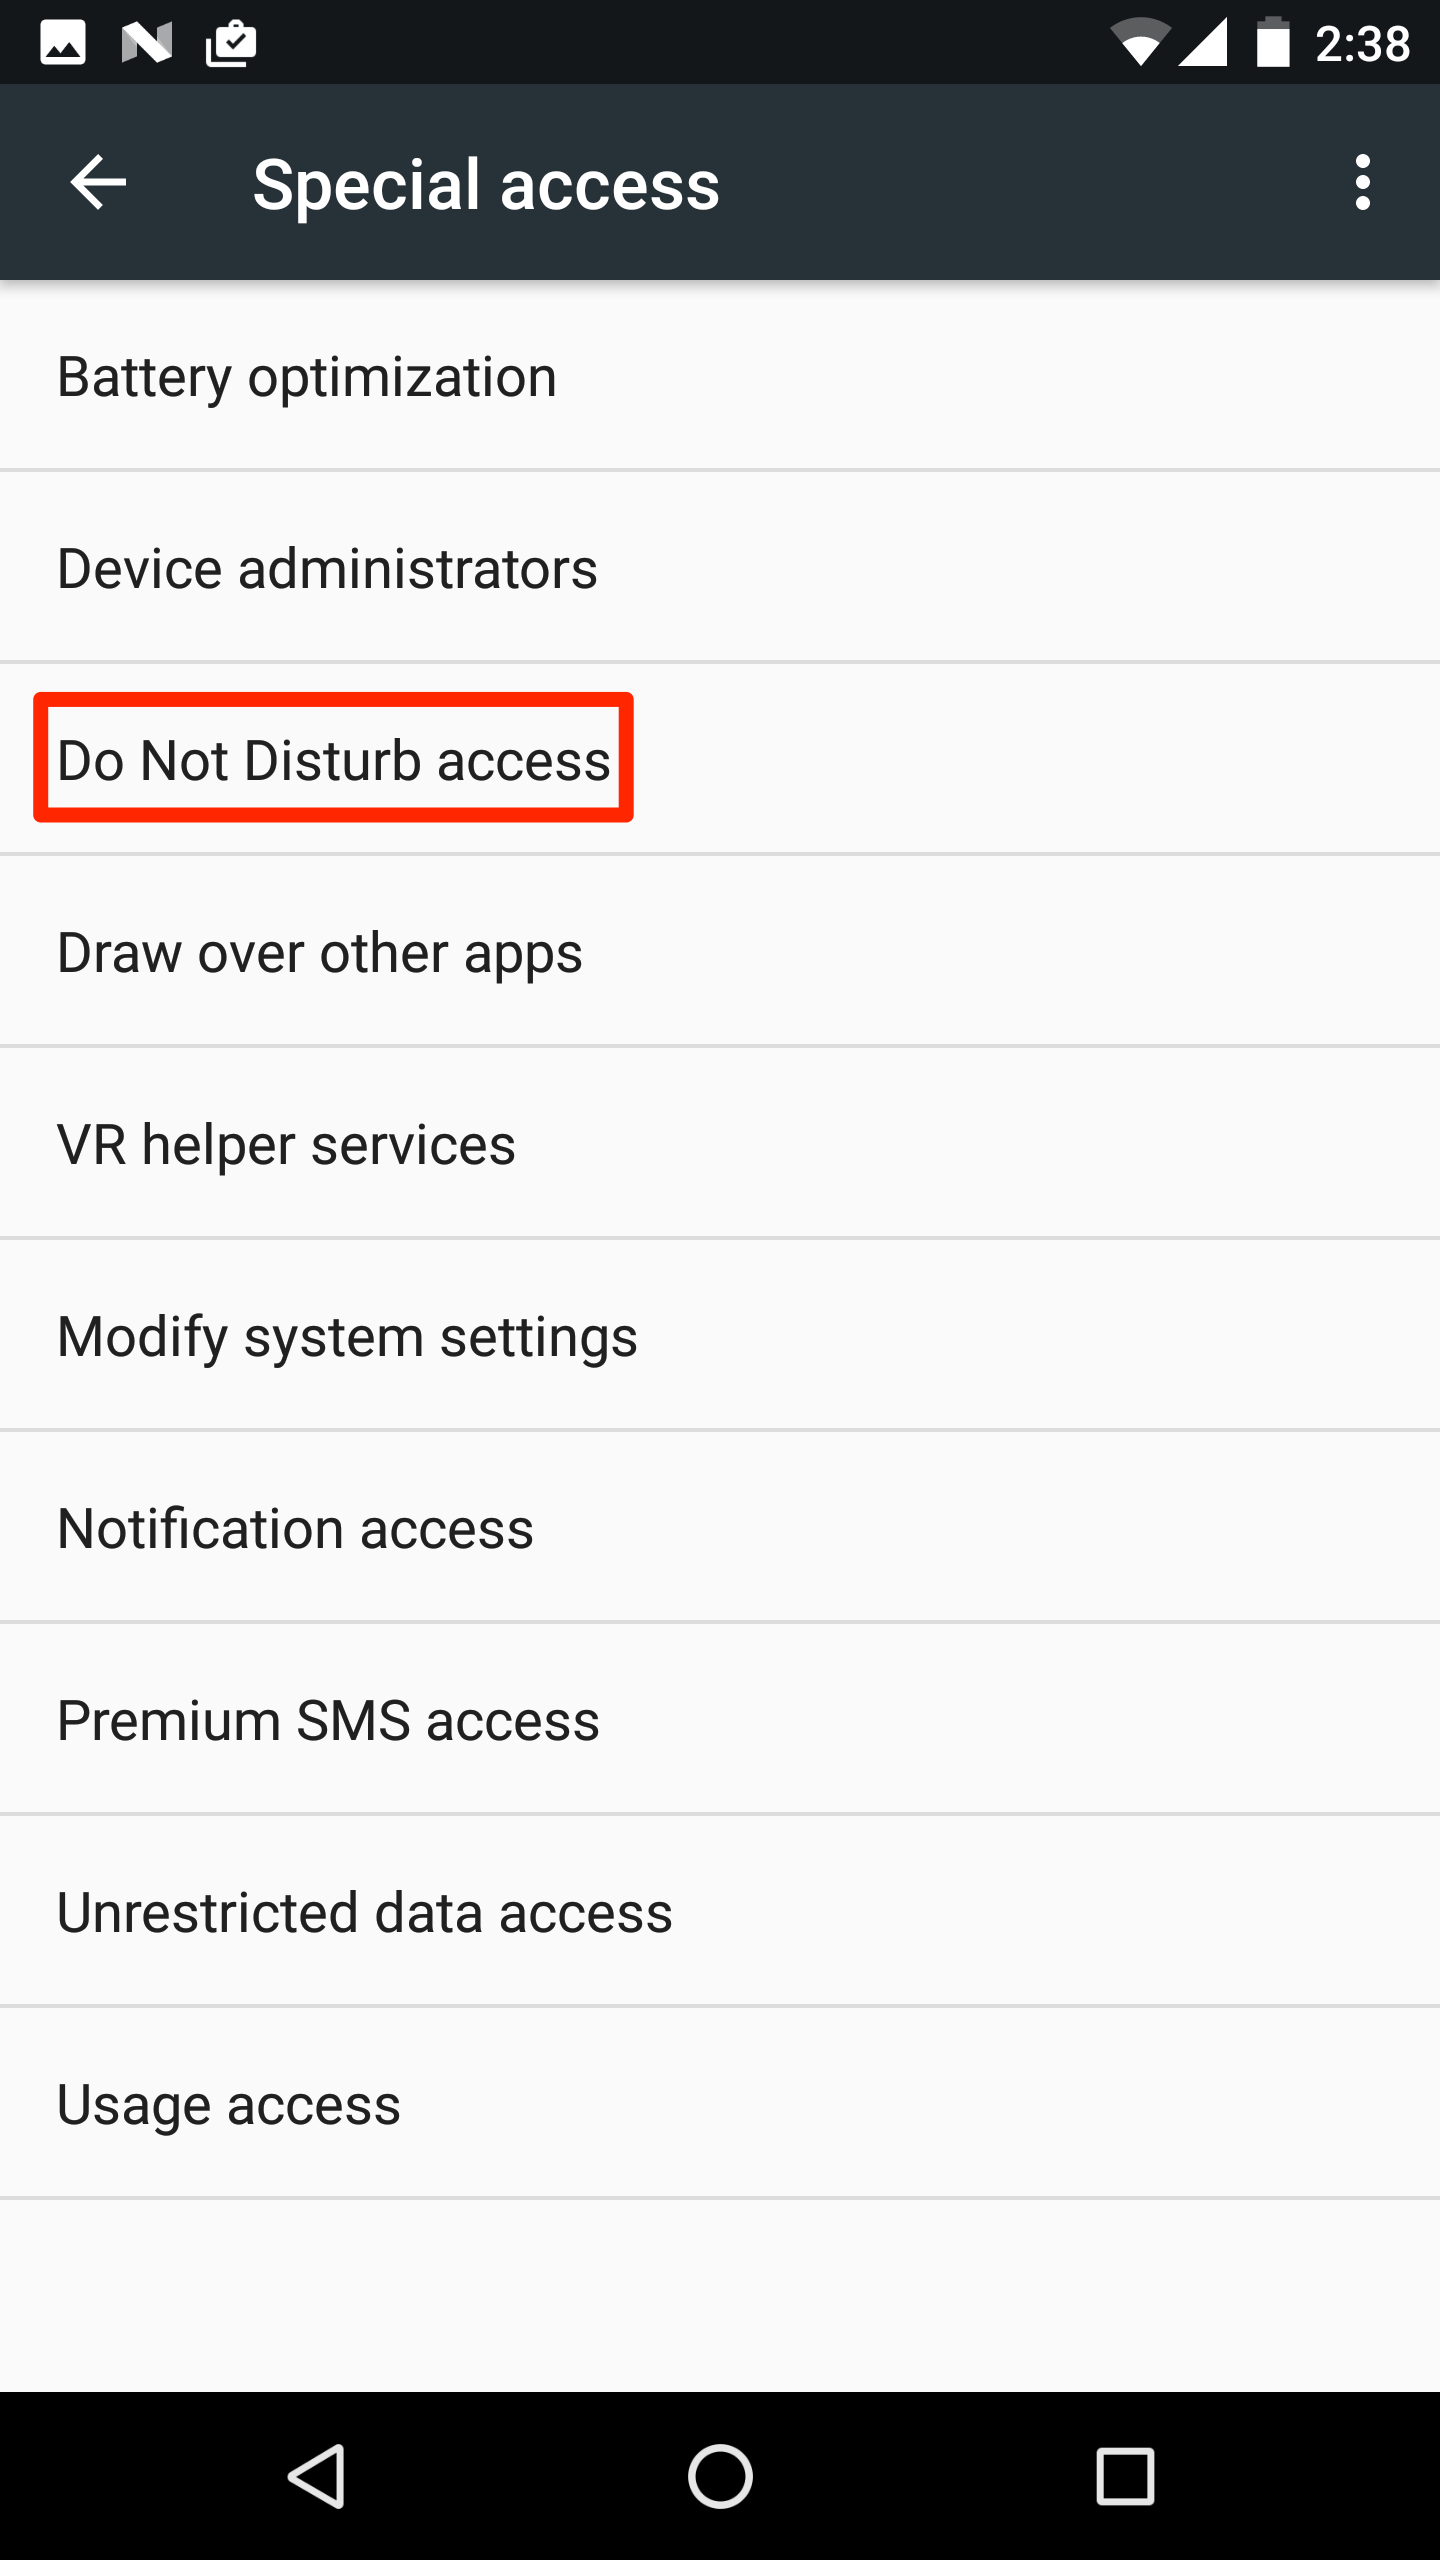 2:38
Special access
Battery optimization
Device administrators
Do Not Disturb access
Draw over other apps
VR helper services
Modify system settings
Notification access
Premium SMS access
Unrestricted data access
Usage access